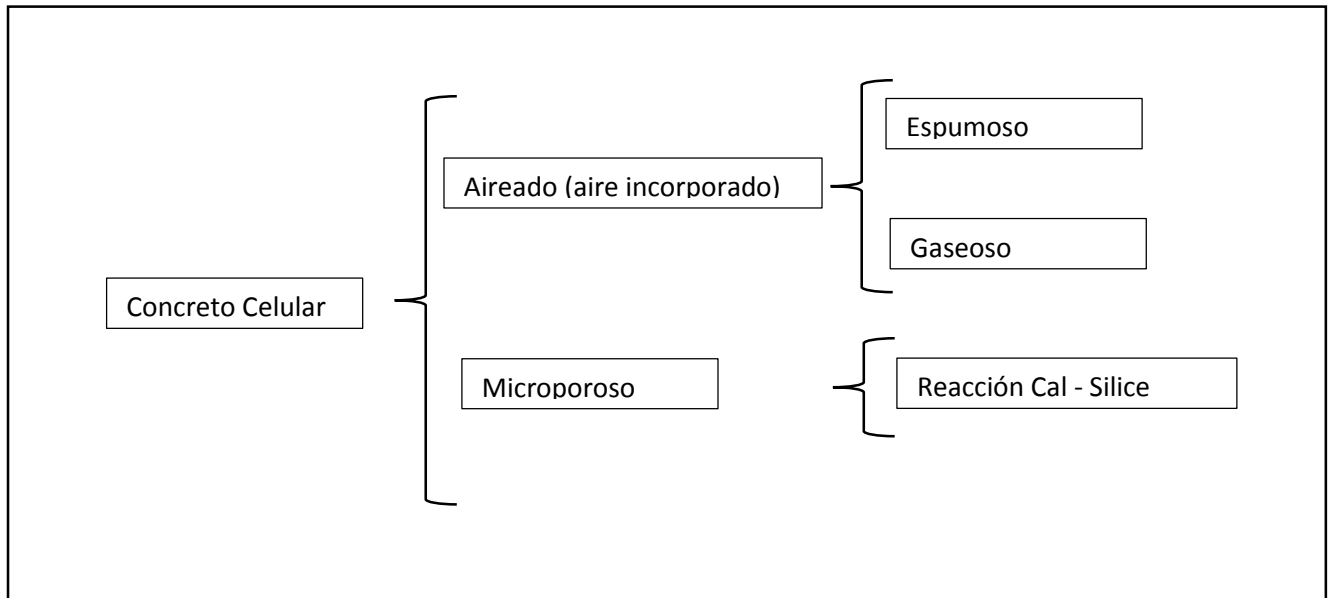 Espumoso
Aireado (aire incorporado)
Gaseoso
Concreto Celular
Microporoso
Reacción Cal - Silice